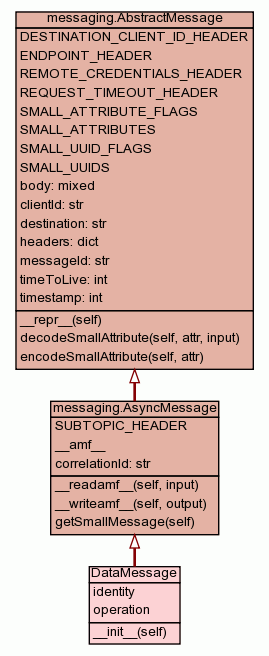 messaging.AbstractMessage
DESTINATION_CLIENT_ID_HEADER
ENDPOINT_HEADER
REMOTE_CREDENTIALS_HEADER
REQUEST_TIMEOUT_HEADER
SMALL_ATTRIBUTE_FLAGS
SMALL_ATTRIBUTES
SMALL_UUID_FLAGS
SMALL_UUIDS
body: mixed
clientId: str
destination: str
headers: dict
messageId: str
timeToLive: int
timestamp: int
__repr__(self)
decodeSmallAttribute(self, attr, input)
encodeSmallAttribute(self, attr)
messaging.AsyncMessage
SUBTOPIC_HEADER
__amf__
correlationId: str
__readamf__(self, input)
__writeamf__(self, output)
getSmallMessage(self)
DataMessage
identity
operation
__init__(self)